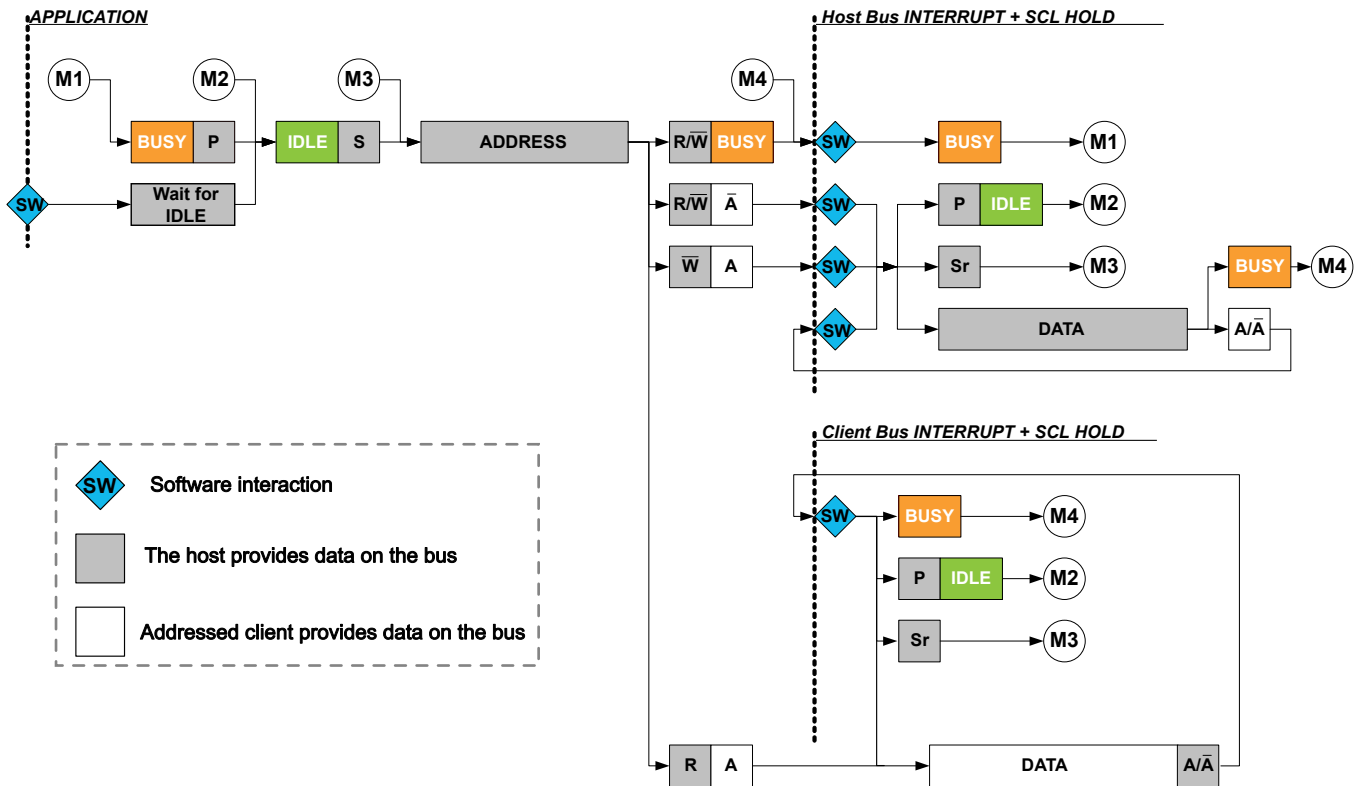 APPLICATION
Host Bus INTERRUPT + SCL HOLD
M1
M2
M3
M4
BUSY P
IDLE S
ADDRESS
R/W̅ BUSY
SW
BUSY
M1
SW
Wait for
IDLE
R/W̅ A̅
SW
P IDLE
M2
W̅ A
SW
Sr
M3
BUSY
M4
SW
DATA
A/A̅
Client Bus INTERRUPT + SCL HOLD
SW
Software interaction
The host provides data on the bus
Addressed client provides data on the bus
SW
BUSY
M4
P IDLE
M2
Sr
M3
R A
DATA
A/A̅